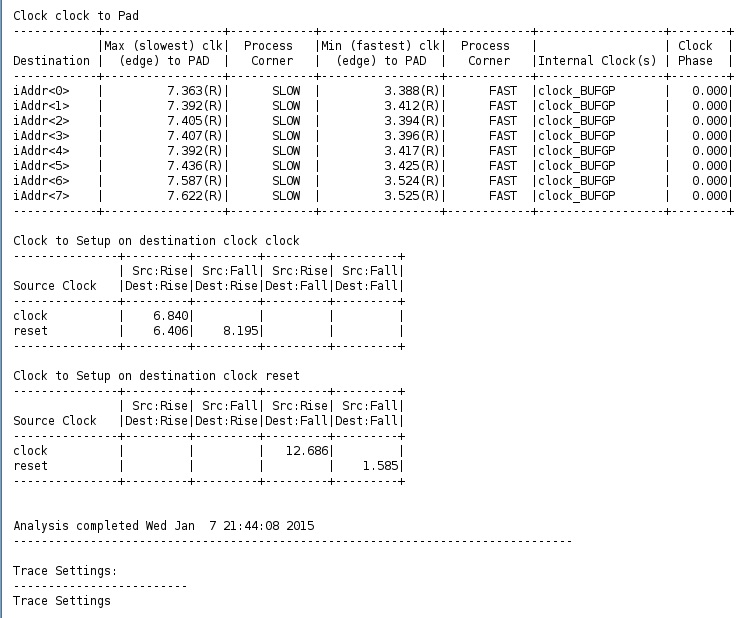 Clock clock to Pad
------------+------------------+------------+-----------------+------------+------------------+--------+
            |Max (slowest) clk|  Process   |Min (fastest) clk|  Process   |                  | Clock  |
Destination |  (edge) to PAD  |   Corner   |  (edge) to PAD  |   Corner   |Internal Clock(s) | Phase  |
------------+------------------+------------+-----------------+------------+------------------+--------+
iAddr<0>    |         7.363(R)|      SLOW  |         3.388(R)|      FAST  |clock_BUFGP       |   0.000|
iAddr<1>    |         7.392(R)|      SLOW  |         3.412(R)|      FAST  |clock_BUFGP       |   0.000|
iAddr<2>    |         7.405(R)|      SLOW  |         3.394(R)|      FAST  |clock_BUFGP       |   0.000|
iAddr<3>    |         7.407(R)|      SLOW  |         3.396(R)|      FAST  |clock_BUFGP       |   0.000|
iAddr<4>    |         7.392(R)|      SLOW  |         3.417(R)|      FAST  |clock_BUFGP       |   0.000|
iAddr<5>    |         7.436(R)|      SLOW  |         3.425(R)|      FAST  |clock_BUFGP       |   0.000|
iAddr<6>    |         7.587(R)|      SLOW  |         3.524(R)|      FAST  |clock_BUFGP       |   0.000|
iAddr<7>    |         7.622(R)|      SLOW  |         3.525(R)|      FAST  |clock_BUFGP       |   0.000|
------------+------------------+------------+-----------------+------------+------------------+--------+
Clock to Setup on destination clock clock
---------------+---------+---------+---------+---------+
               | Src:Rise| Src:Fall| Src:Rise| Src:Fall|
Source Clock   |Dest:Rise|Dest:Rise|Dest:Fall|Dest:Fall|
---------------+---------+---------+---------+---------+
clock          |    6.840|         |         |         |
reset          |    6.406|    8.195|         |         |
---------------+---------+---------+---------+---------+
Clock to Setup on destination clock reset
---------------+---------+---------+---------+---------+
               | Src:Rise| Src:Fall| Src:Rise| Src:Fall|
Source Clock   |Dest:Rise|Dest:Rise|Dest:Fall|Dest:Fall|
---------------+---------+---------+---------+---------+
clock          |         |         |   12.686|         |
reset          |         |         |         |    1.585|
---------------+---------+---------+---------+---------+
Analysis completed Wed Jan  7 21:44:08 2015
--------------------------------------------------------------------------------
Trace Settings:
-------------------------
Trace Settings